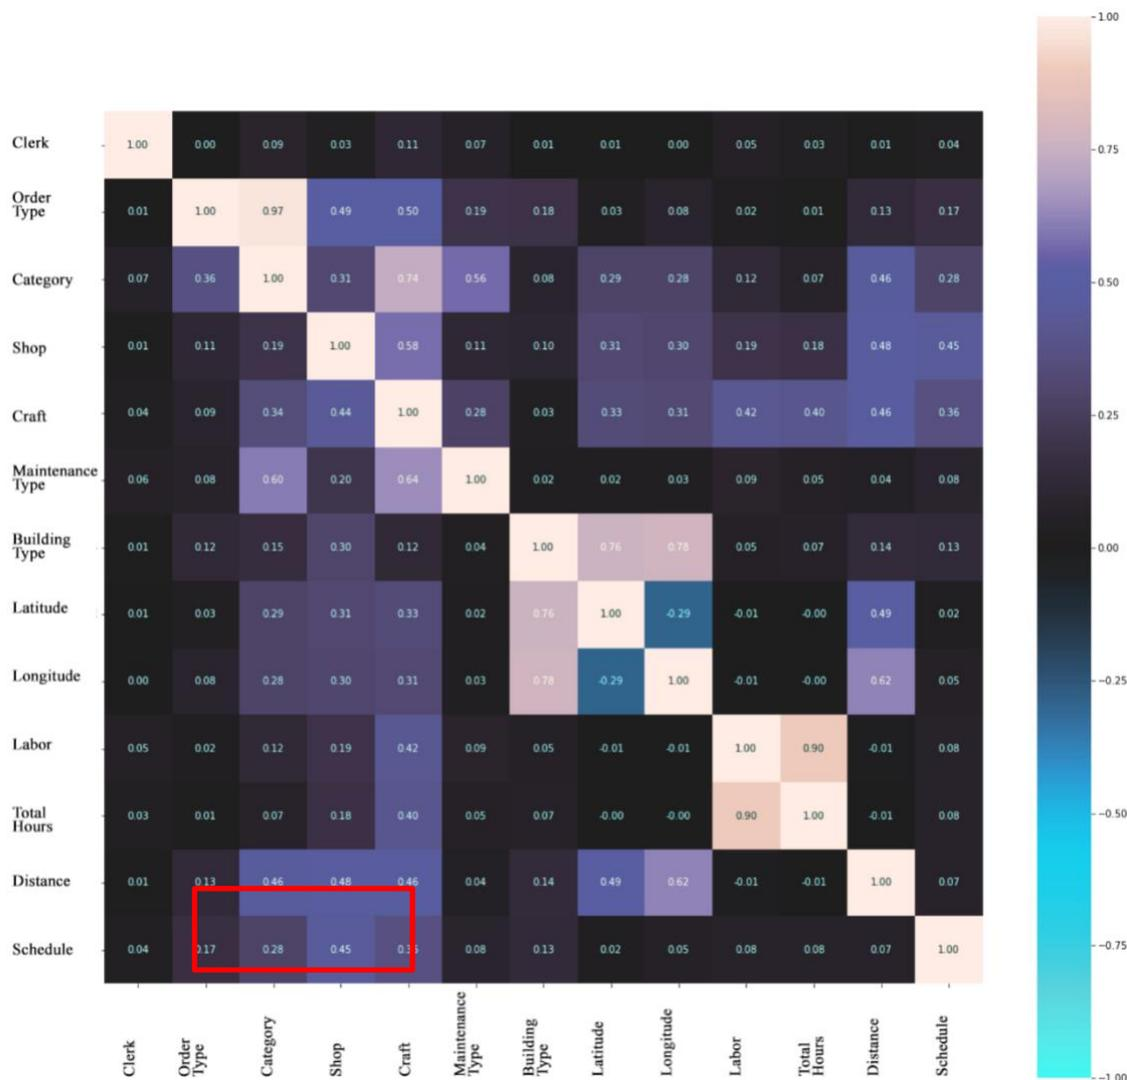 1.00
Clerk 1.00 0.00 0.09 0.03 0.11 0.07 0.01 0.01 0.00 0.05 0.03 0.01 0.04
0.75
Order
Type 0.01 1.00 0.97 0.49 0.50 0.19 0.18 0.03 0.08 0.02 0.01 0.13 0.17
Category 0.07 0.36 1.00 0.31 0.74 0.56 0.08 0.29 0.28 0.12 0.07 0.46 0.28
0.50
Shop 0.01 0.11 0.19 1.00 0.58 0.11 0.10 0.31 0.30 0.19 0.18 0.48 0.45
Craft 0.04 0.09 0.34 0.44 1.00 0.28 0.03 0.33 0.31 0.42 0.40 0.46 0.36
0.25
Maintenance
Type 0.06 0.08 0.60 0.20 0.64 1.00 0.02 0.02 0.03 0.09 0.05 0.04 0.08
Building
Type 0.01 0.12 0.15 0.30 0.12 0.04 1.00 0.76 0.78 0.05 0.07 0.14 0.13
0.00
Latitude 0.01 0.03 0.29 0.31 0.33 0.02 0.76 1.00 -0.29 -0.01 -0.00 0.49 0.02
Longitude 0.00 0.08 0.28 0.30 0.31 0.03 0.78 -0.29 1.00 -0.01 -0.00 0.62 0.05
-0.25
Labor 0.05 0.02 0.12 0.19 0.42 0.09 0.05 -0.01 -0.01 1.00 0.90 -0.01 0.08
Total
Hours 0.03 0.01 0.07 0.18 0.40 0.05 0.07 -0.00 -0.00 0.90 1.00 -0.01 0.08
-0.50
Distance 0.01 0.13 0.46 0.48 0.46 0.04 0.14 0.49 0.62 -0.01 -0.01 1.00 0.07
Schedule 0.04 0.17 0.28 0.45 0.08 0.13 0.02 0.05 0.08 0.08 0.07 1.00
-0.75
Clerk
Order
Type
Category
Shop
Craft
Maintenance
Type
Building
Type
Latitude
Longitude
Labor
Total
Hours
Distance
Schedule
-1.00